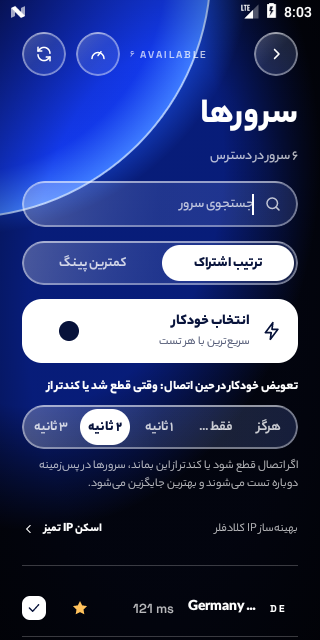 8:03
LTE
۶ AVAILABLE
سرورها
۶ سرور در دسترس
جستجوی سرور
ترتیب اشتراک
کمترین پینگ
انتخاب خودکار
سریع‌ترین با هر تست
تعویض خودکار در حین اتصال: وقتی قطع شد یا کندتر از
هرگز
فقط ...
۱ ثانیه
۲ ثانیه
۳ ثانیه
اگر اتصال قطع شود یا کندتر از این بماند، سرورها در پس‌زمینه
دوباره تست می‌شوند و بهترین جایگزین می‌شود.
بهینه‌ساز IP کلادفلر
اسکن IP تمیز
DE
Germany ...
121 ms